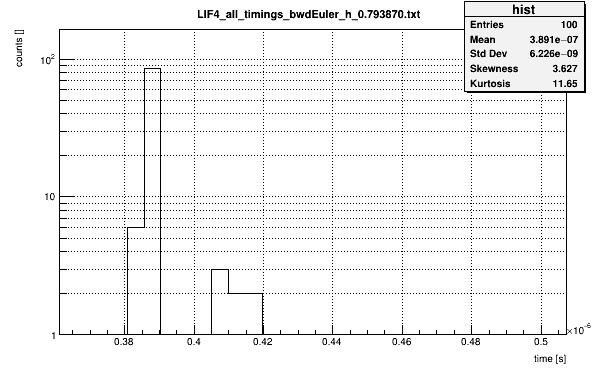 LIF4_all_timings_bwdEuler_h_0.793870.txt
hist
Entries 100
Mean 3.891e−07
Std Dev 6.226e−09
Skewness 3.627
Kurtosis 11.65
counts []
10²
10
1
0.38 0.4 0.42 0.44 0.46 0.48 0.5
×10⁻⁶
time [s]